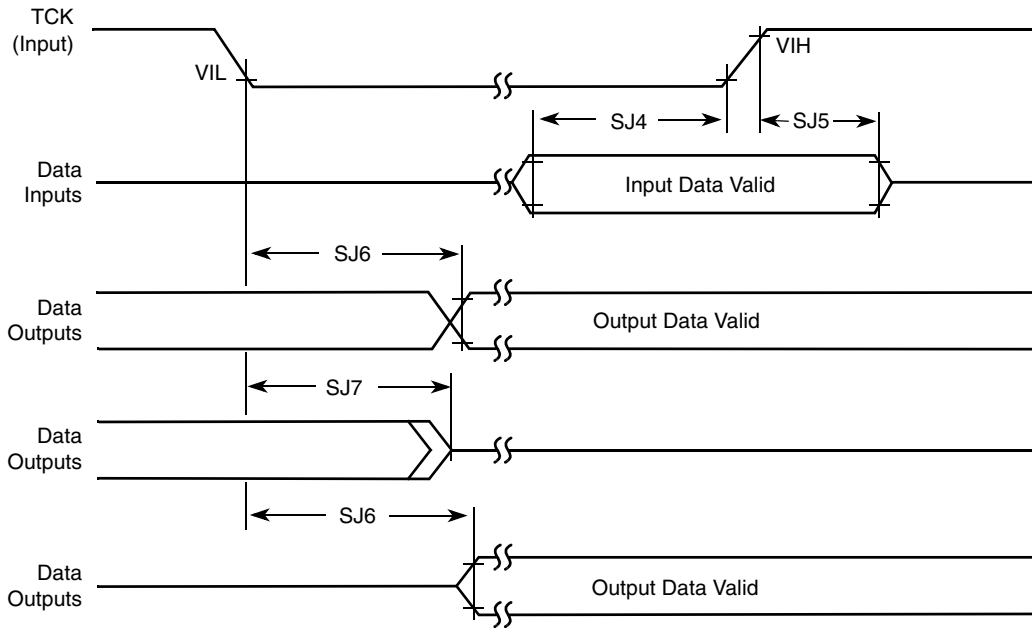 TCK
(Input)
VIL
VIH
SJ4
SJ5
Data
Inputs
Input Data Valid
SJ6
Data
Outputs
Output Data Valid
SJ7
Data
Outputs
SJ6
Data
Outputs
Output Data Valid